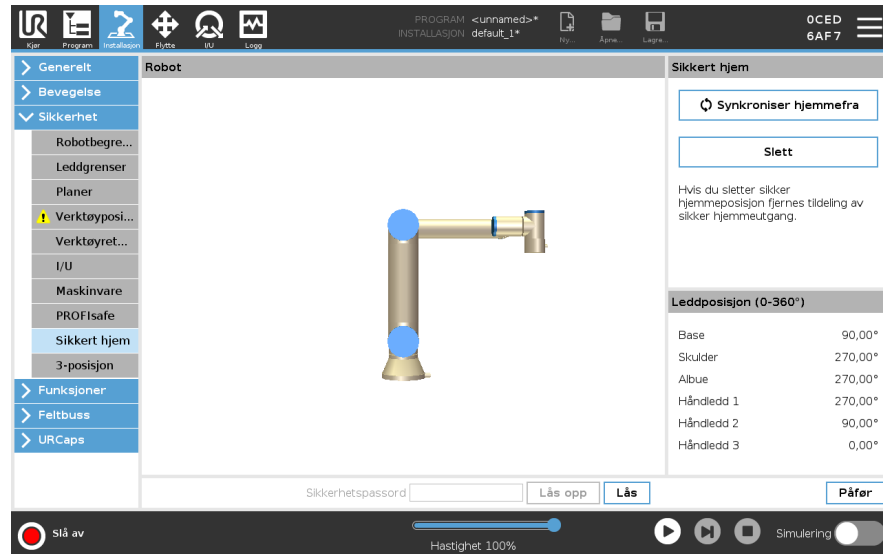 UR
Kjør
Program
Installasjon
Flytte
I/U
Logg
PROGRAM <unnamed>*
INSTALLASJON default_1*
Ny...
Åpne...
Lagre...
0CED
6AF7
Generelt
Bevegelse
Sikkerhet
Robotbegre...
Leddgrenser
Planer
Verktøyposi...
Verktøyret...
I/U
Maskinvare
PROFIsafe
Sikkert hjem
3-posisjon
Funksjoner
Feltbuss
URCaps
Robot
Sikkert hjem
Synkroniser hjemmefra
Slett
Hvis du sletter sikker
hjemmeposisjon fjernes tildeling av
sikker hjemmeutgang.
Leddposisjon (0-360°)
Base 90,00°
Skulder 270,00°
Albue 270,00°
Håndledd 1 270,00°
Håndledd 2 90,00°
Håndledd 3 0,00°
Sikkerhetspassord
Lås opp
Lås
Påfør
Slå av
Hastighet 100%
Simulering